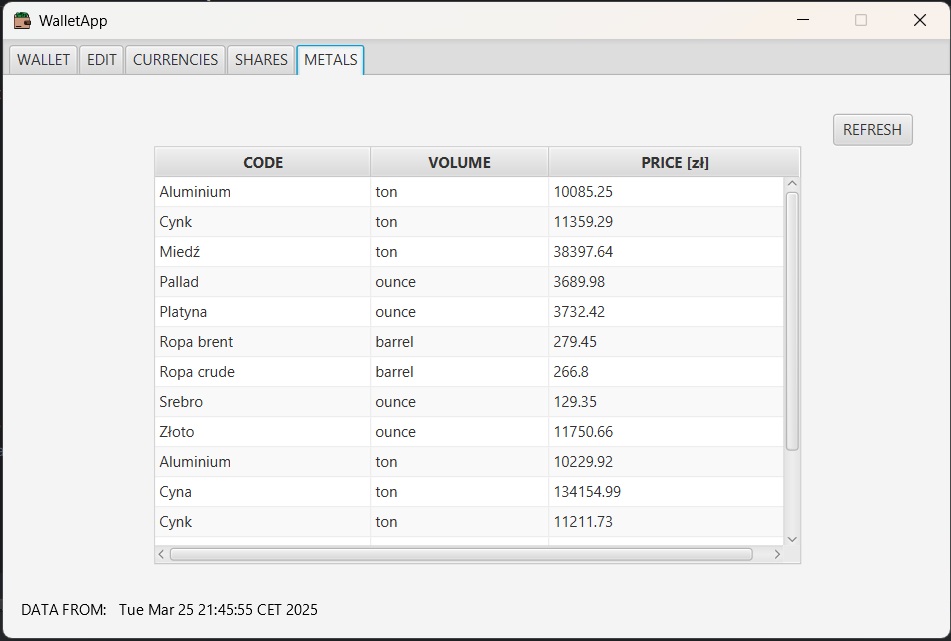 WalletApp
WALLET EDIT CURRENCIES SHARES METALS
REFRESH
CODE VOLUME PRICE [zł]
Aluminium ton 10085.25
Cynk ton 11359.29
Miedź ton 38397.64
Pallad ounce 3689.98
Platyna ounce 3732.42
Ropa brent barrel 279.45
Ropa crude barrel 266.8
Srebro ounce 129.35
Złoto ounce 11750.66
Aluminium ton 10229.92
Cyna ton 134154.99
Cynk ton 11211.73
DATA FROM: Tue Mar 25 21:45:55 CET 2025